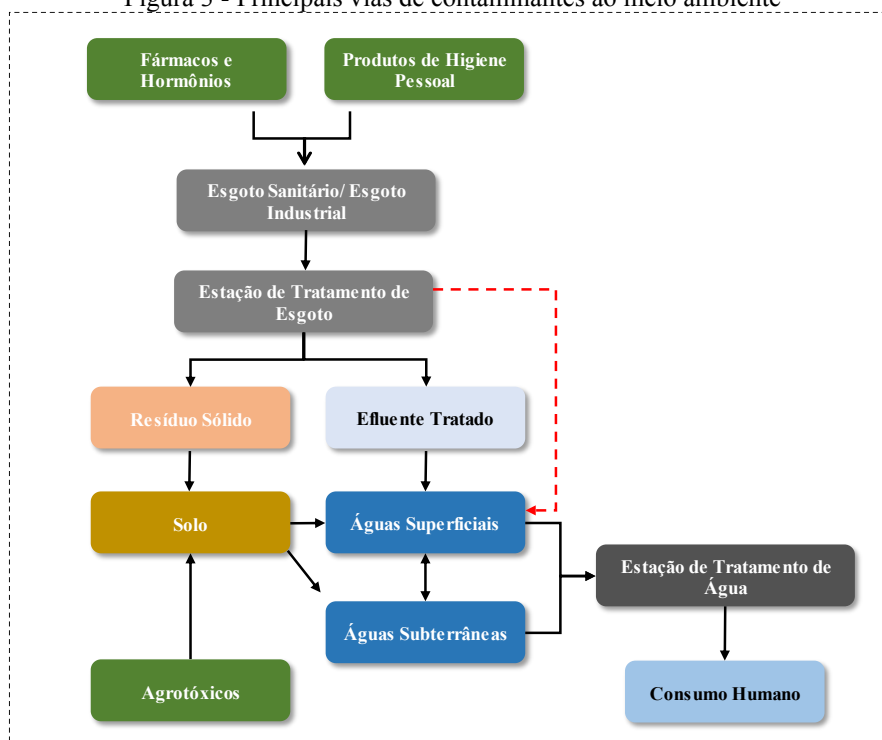 Figura 3 - Principais vias de contaminantes ao meio ambiente
Fármacos e
Hormônios
Produtos de Higiene
Pessoal
Esgoto Sanitário/ Esgoto
Industrial
Estação de Tratamento de
Esgoto
Resíduo Sólido
Efluente Tratado
Solo
Águas Superficiais
Estação de Tratamento de
Água
Águas Subterrâneas
Agrotóxicos
Consumo Humano